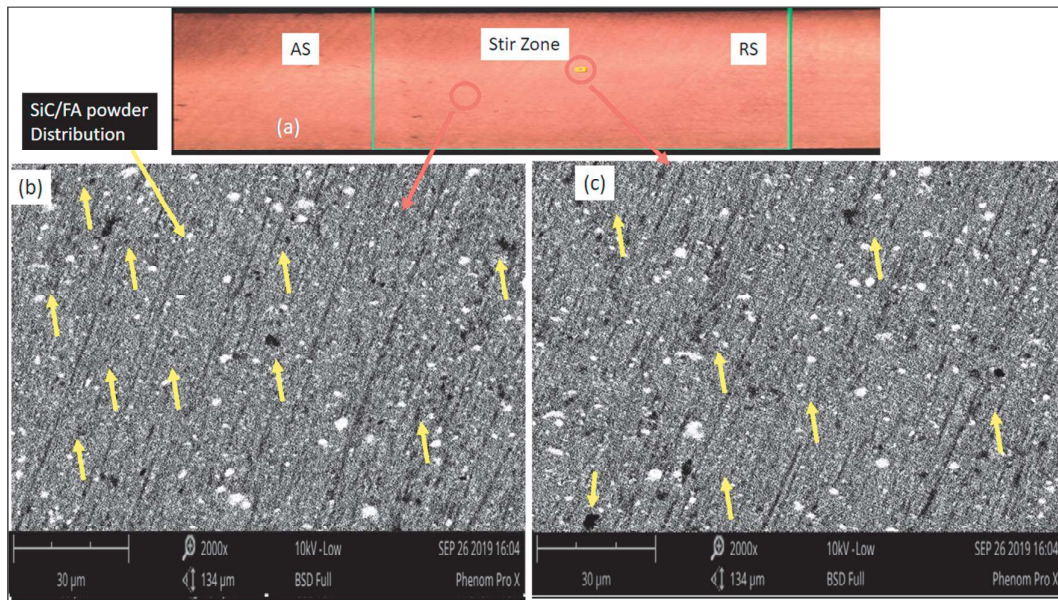 AS
Stir Zone
RS
SiC/FA powder
Distribution
(a)
(b)
(c)
30 µm
2000x
134 µm
10kV -Low
BSD Full
SEP 26 2019 16:04
Phenom Pro X
30 µm
2000x
134 µm
10kV -Low
BSD Full
SEP 26 2019 16:04
Phenom Pro X